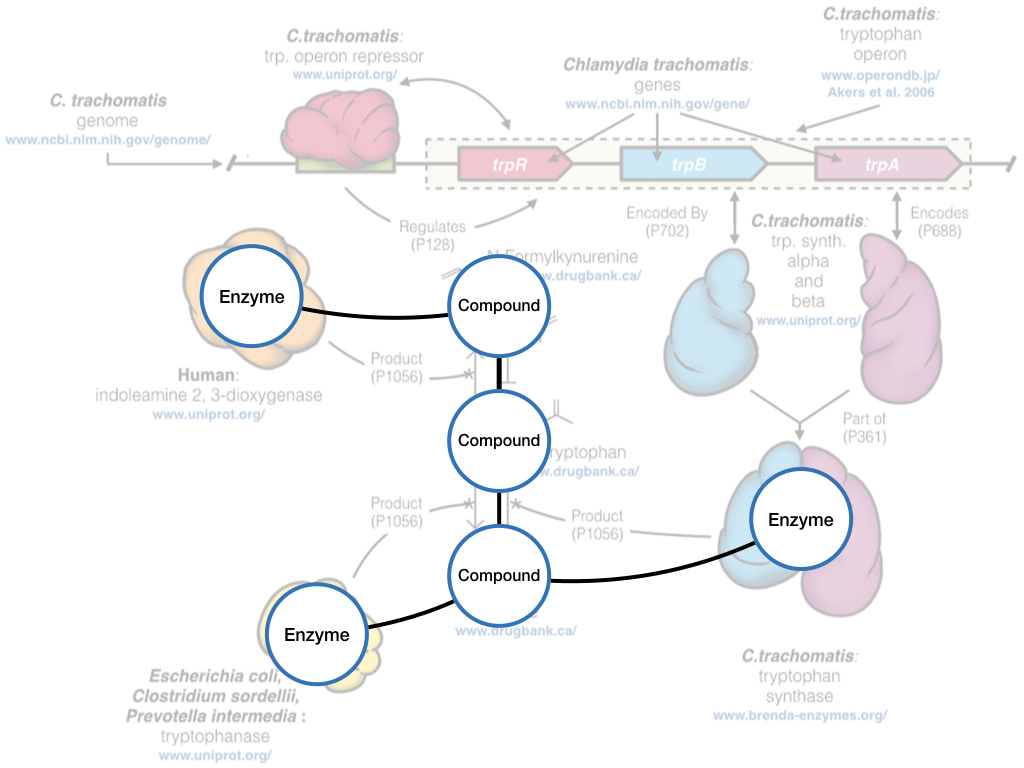 C.trachomatis:
tryptophan
operon
www.operondb.jp/
Akers et al. 2006
C.trachomatis:
trp. operon repressor
www.uniprot.org/
Chlamydia trachomatis:
genes
www.ncbi.nlm.nih.gov/gene/
C. trachomatis
genome
www.ncbi.nlm.nih.gov/genome/
trpR
trpB
trpA
Regulates
(P128)
Encoded By
(P702)
C.trachomatis:
trp. synth.
alpha
and
beta
www.uniprot.org/
Encodes
(P688)
N-Formylkynurenine
w.drugbank.ca/
Enzyme
Compound
Product
(P1056)
Human:
indoleamine 2, 3-dioxygenase
www.uniprot.org/
Compound
ryptophan
w.drugbank.ca/
Part of
(P361)
Product
(P1056)
Product
(P1056)
Enzyme
Compound
www.drugbank.ca/
Enzyme
Escherichia coli,
Clostridium sordellii,
Prevotella intermedia :
tryptophanase
www.uniprot.org/
C.trachomatis:
tryptophan
synthase
www.brenda-enzymes.org/